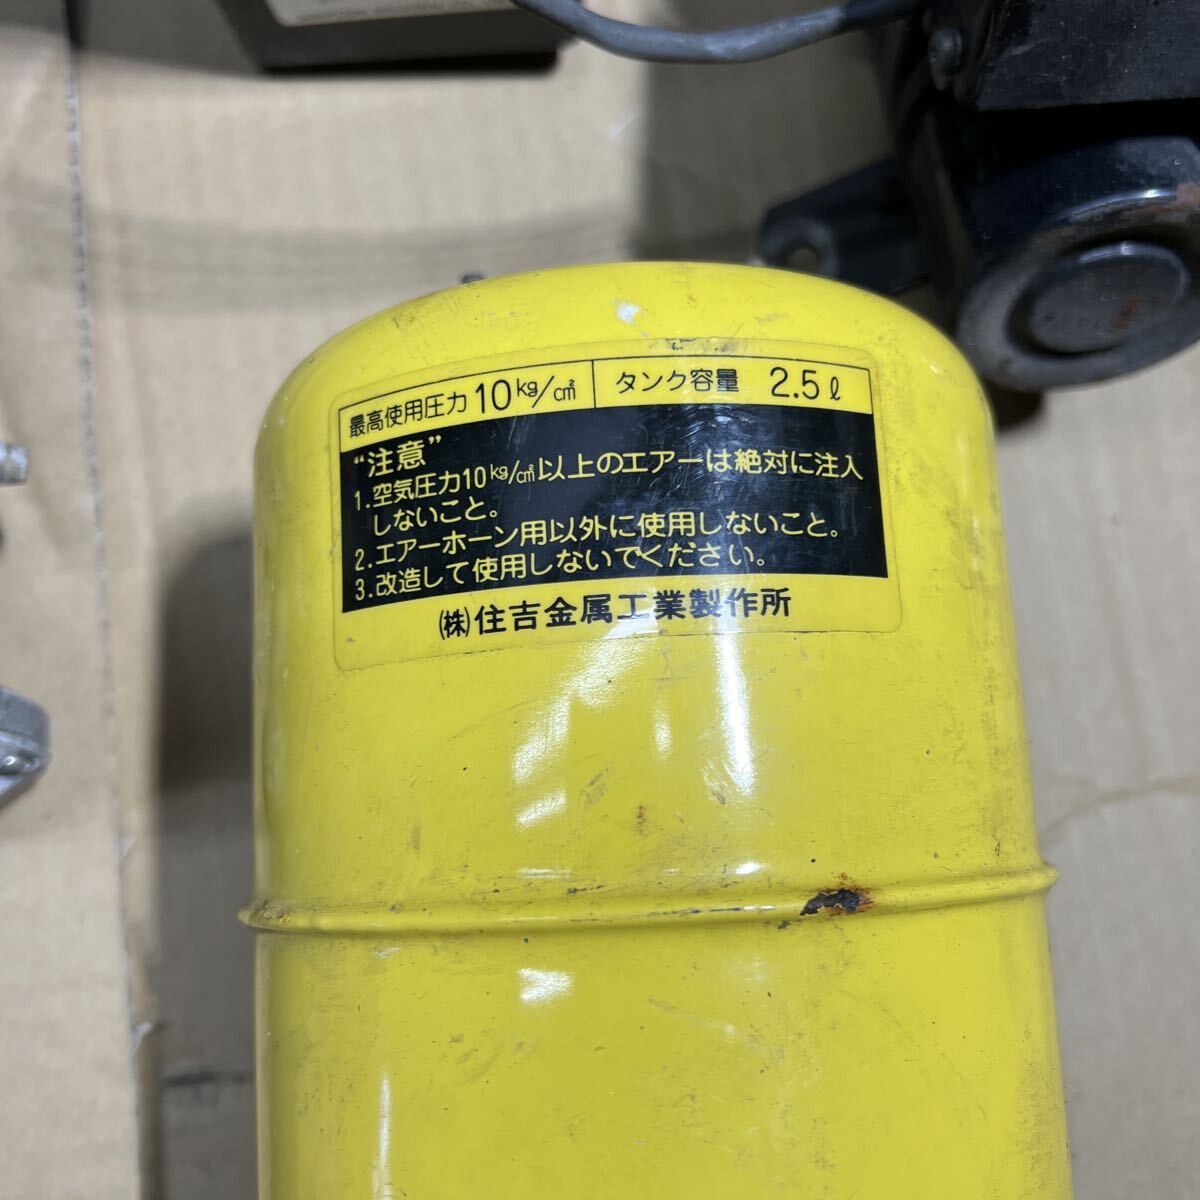 最高使用圧力 10kg/cm² タンク容量 2.5ℓ
“注意”
1.空気圧力10kg/cm²以上のエアーは絶対に注入
しないこと。
2.エアーホーン用以外に使用しないこと。
3.改造して使用しないでください。
(株)住吉金属工業製作所